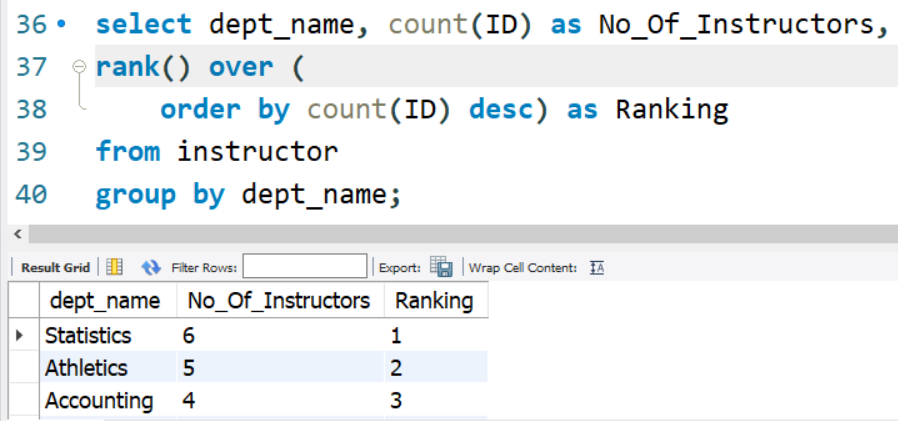 36 select dept_name, count(ID) as No_Of_Instructors,
37 rank() over (
38 order by count(ID) desc) as Ranking
39 from instructor
40 group by dept_name;
Result Grid Filter Rows: Export: Wrap Cell Content:
dept_name No_Of_Instructors Ranking
Statistics 6 1
Athletics 5 2
Accounting 4 3